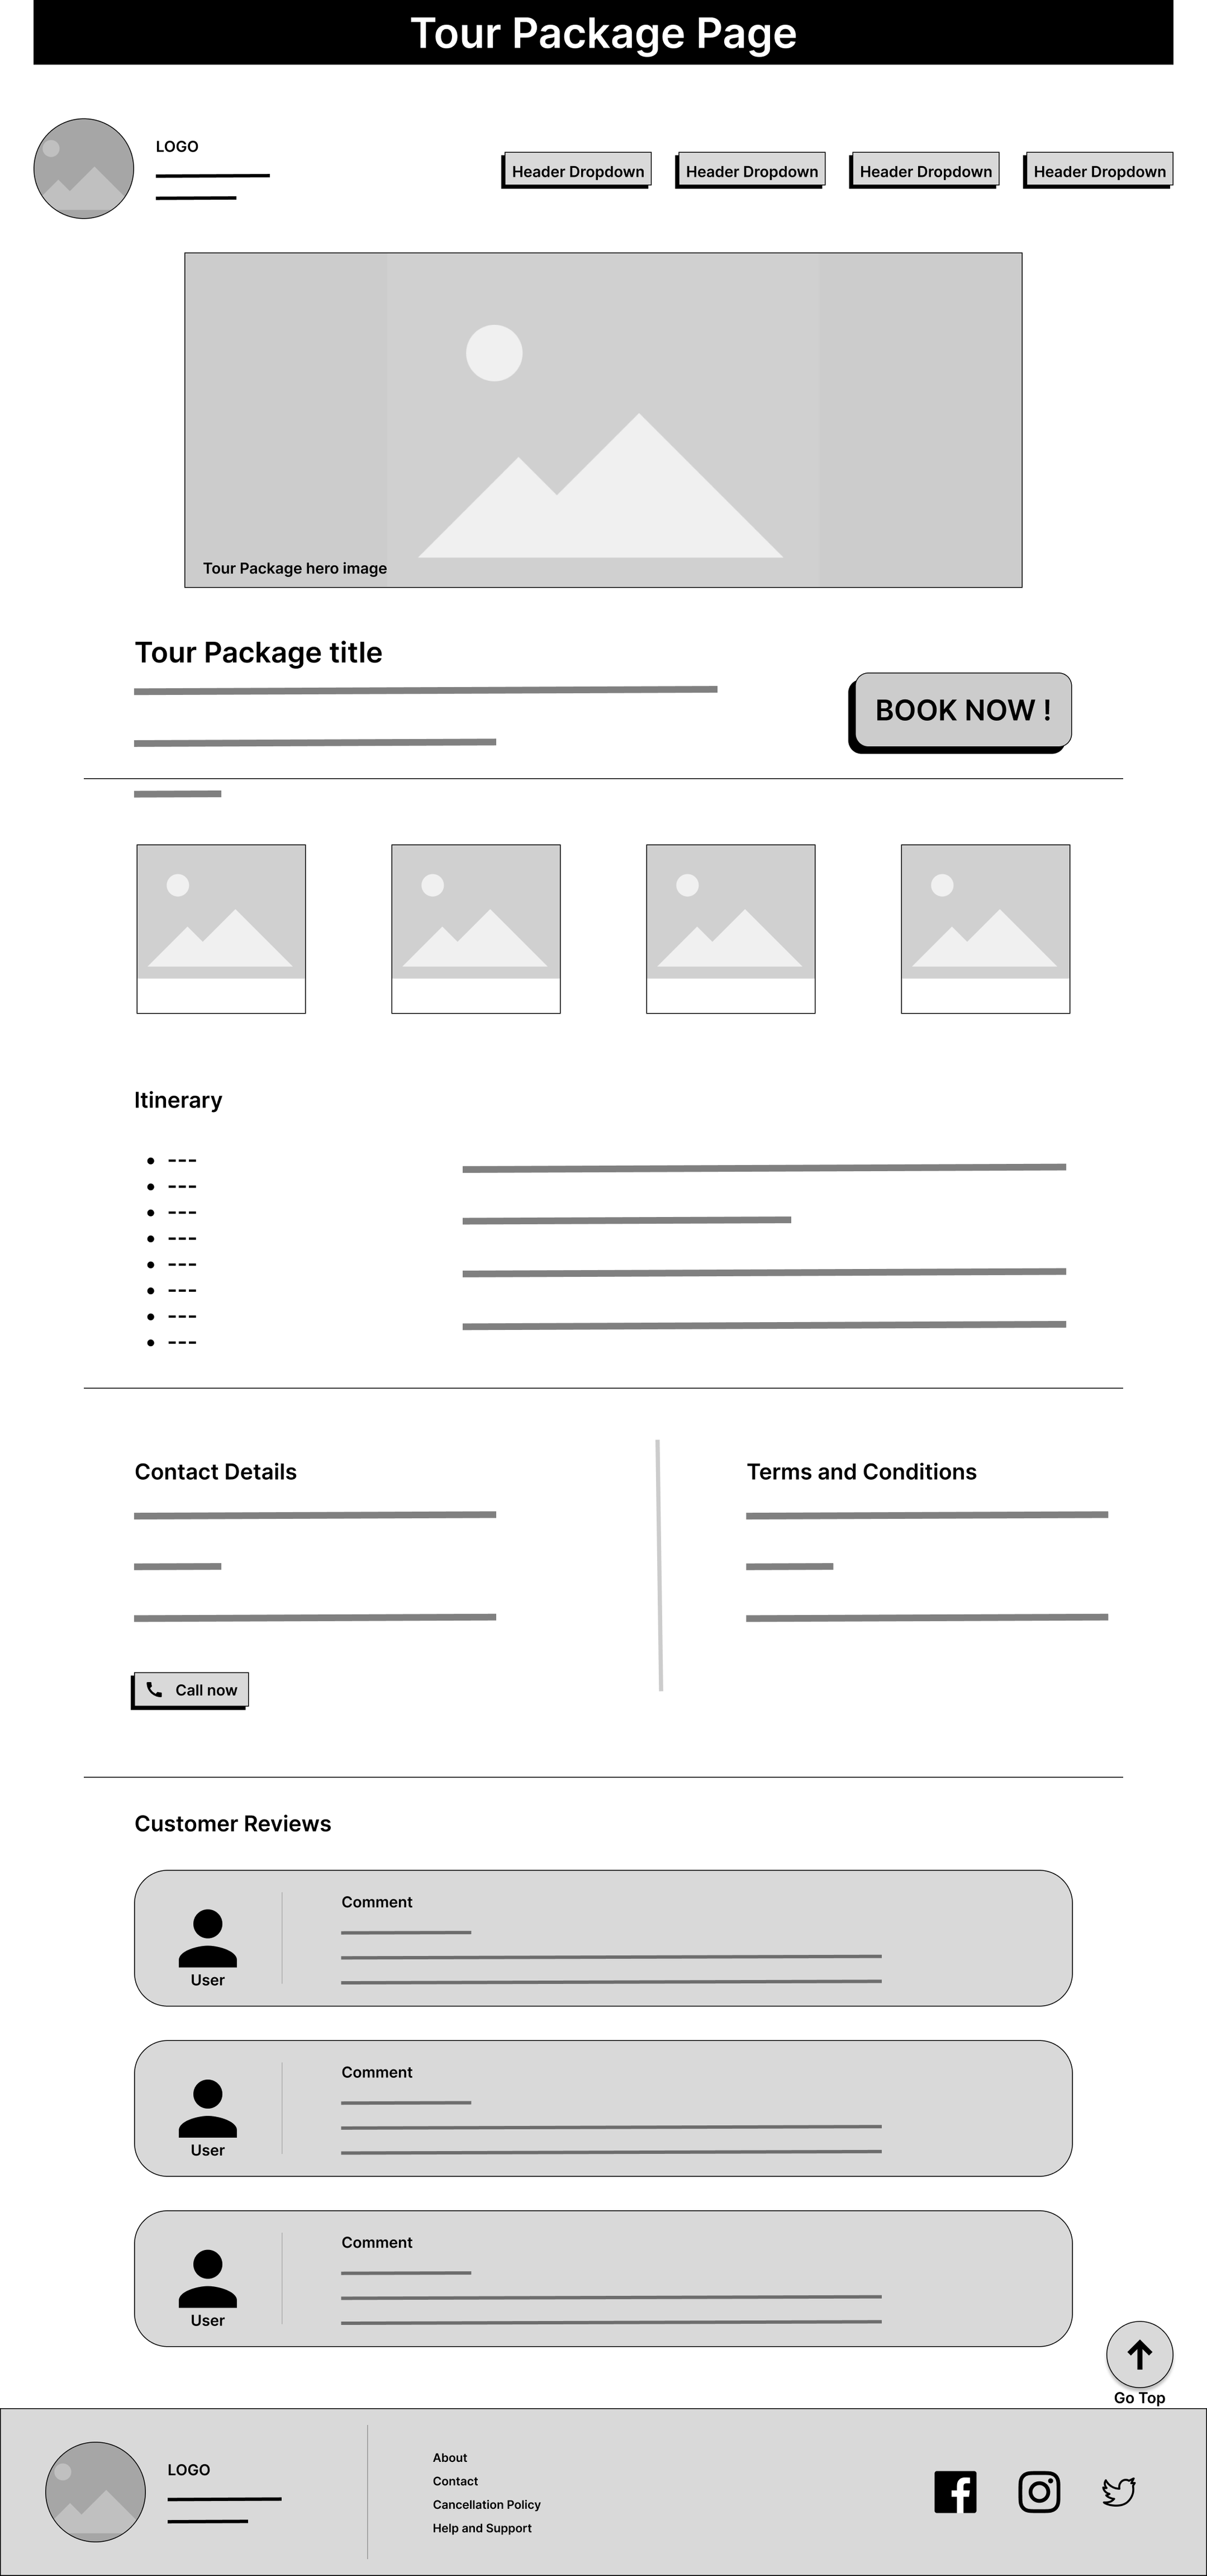 Tour Package Page
LOGO
Header Dropdown
Header Dropdown
Header Dropdown
Header Dropdown
Tour Package hero image
Tour Package title
BOOK NOW !
Itinerary
---
---
---
---
---
---
---
---
Contact Details
Terms and Conditions
Call now
Customer Reviews
Comment
User
Comment
User
Comment
User
Go Top
LOGO
About
Contact
Cancellation Policy
Help and Support